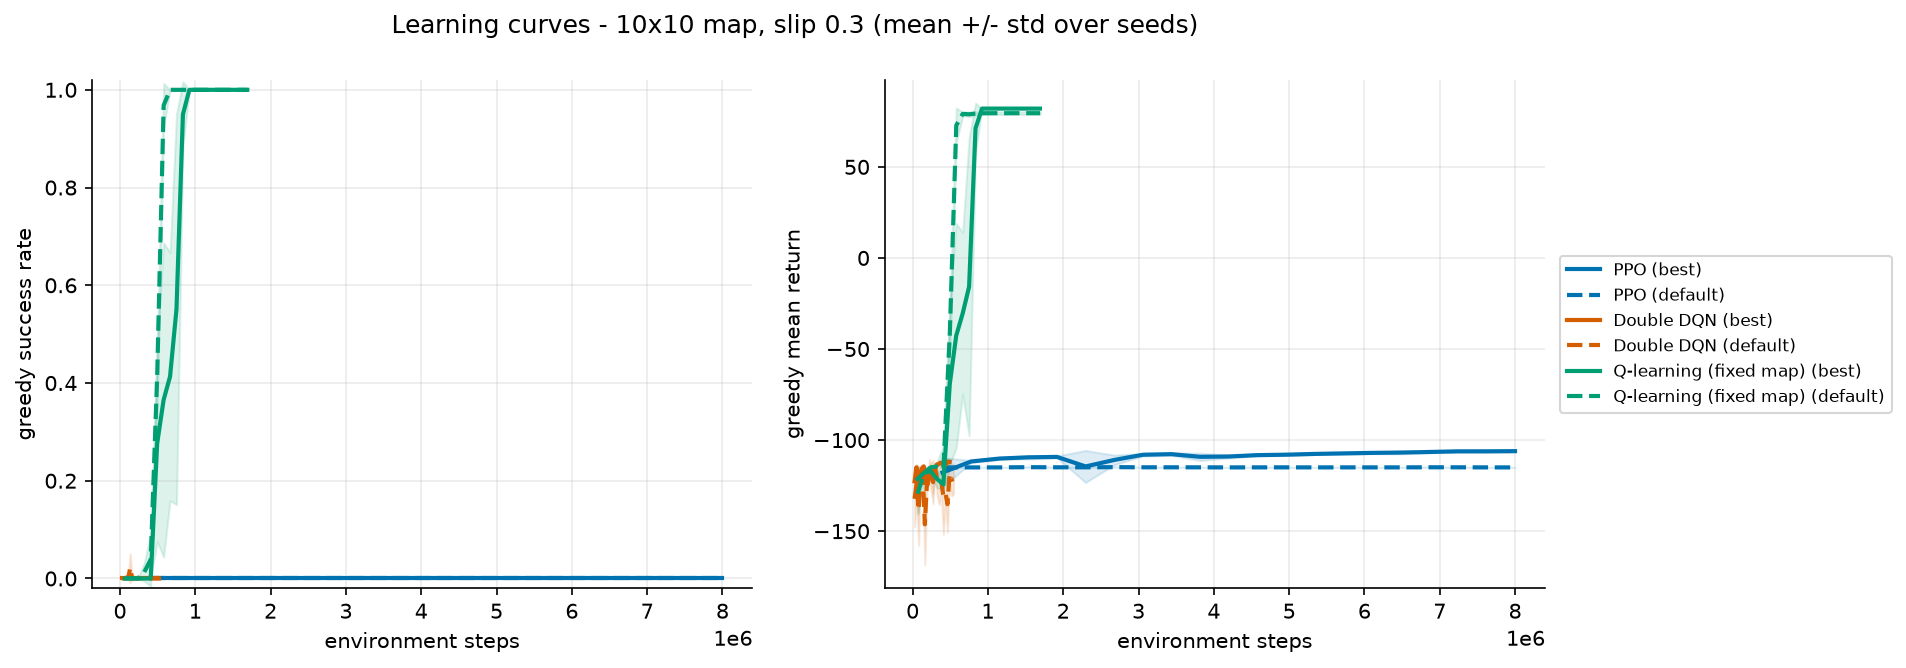 Learning curves - 10x10 map, slip 0.3 (mean +/- std over seeds)
greedy success rate
1.0
0.8
0.6
0.4
0.2
0.0
0 1 2 3 4 5 6 7 8
1e6
environment steps
greedy mean return
50
0
−50
−100
−150
0 1 2 3 4 5 6 7 8
1e6
environment steps
PPO (best)
PPO (default)
Double DQN (best)
Double DQN (default)
Q-learning (fixed map) (best)
Q-learning (fixed map) (default)